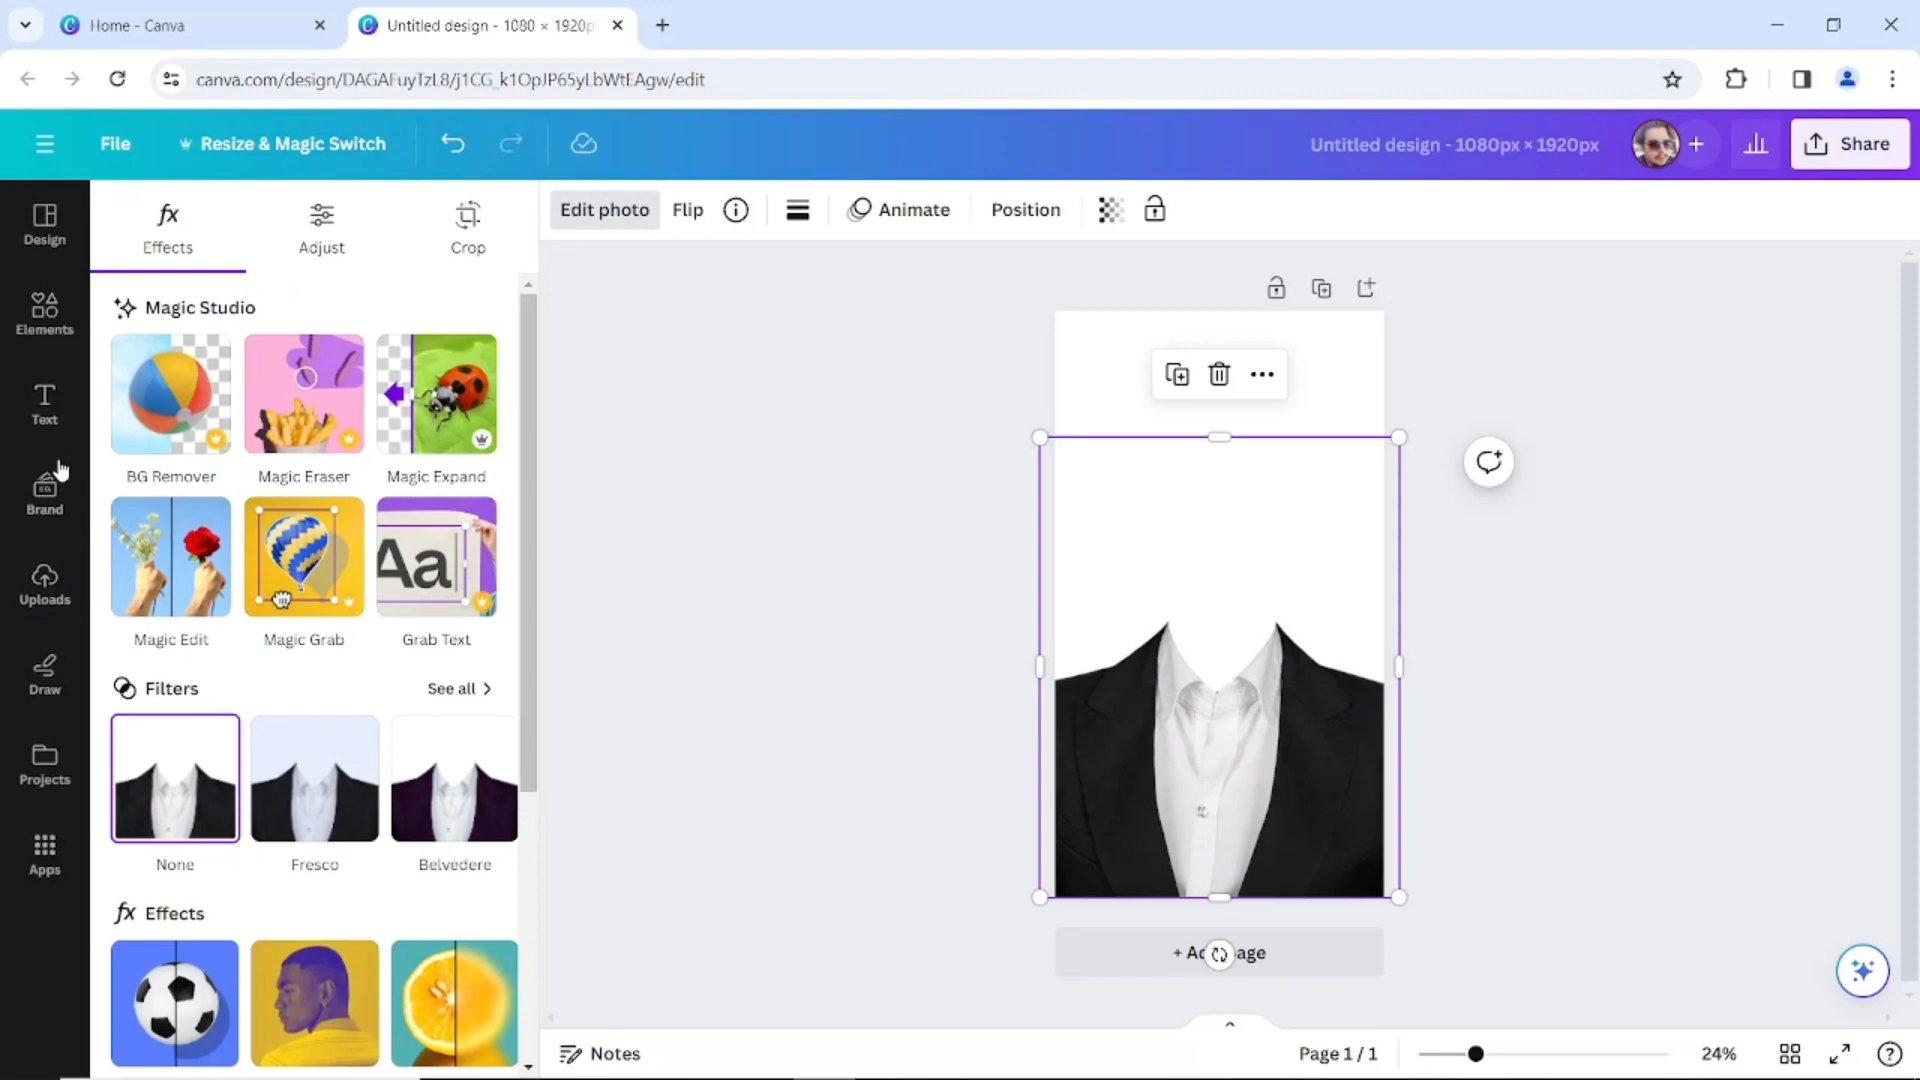 Home - Canva
Untitled design - 1080 × 1920p
canva.com/design/DAGAFuyTzL8/j1CG_k1OpJP65yLbWtEAgw/edit
File
Resize & Magic Switch
Untitled design - 1080px × 1920px
Share
Design
Elements
Text
Brand
Uploads
Draw
Projects
Apps
Effects
Adjust
Crop
Magic Studio
BG Remover
Magic Eraser
Magic Expand
Aa
Magic Edit
Magic Grab
Grab Text
Filters
See all
None
Fresco
Belvedere
fx Effects
Edit photo
Flip
Animate
Position
Notes
Page 1 / 1
24%